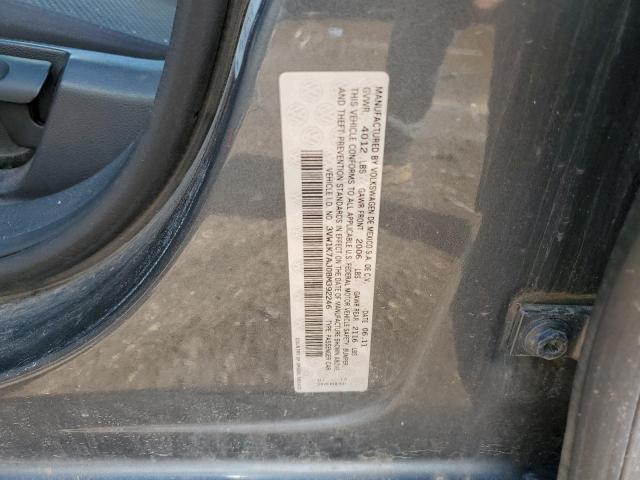 MANUFACTURED BY VOLKSWAGEN DE MEXICO S.A. DE C.V. DATE 06-11
GVWR 4012 LBS GAWR FRONT 2006 LBS GAWR REAR 2116 LBS
THIS VEHICLE CONFORMS TO ALL APPLICABLE U.S. FEDERAL MOTOR VEHICLE SAFETY, BUMPER
AND THEFT PREVENTION STANDARDS IN EFFECT ON THE DATE OF MANUFACTURE SHOWN ABOVE.
VEHICLE I.D. NO. 3VW1K7AJ0BM392246 TYPE: PASSENGER CAR